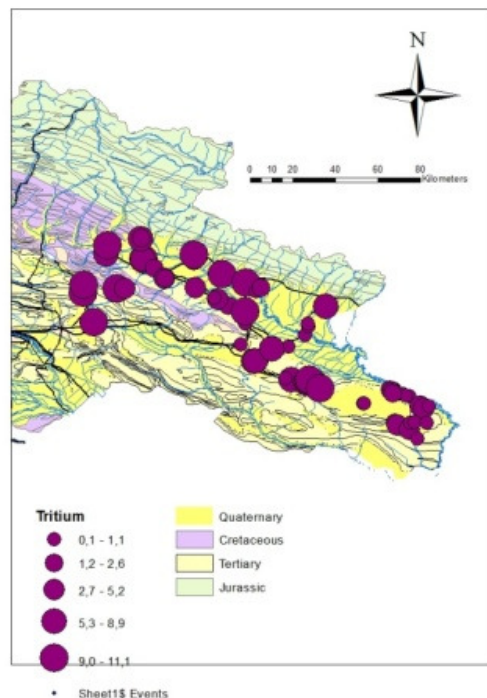 N
0 20 40 60 80
Kilometers
Tritium
0,1 - 1,1
1,2 - 2,6
2,7 - 5,2
5,3 - 8,9
9,0 - 11,1
Sheet1$ Events
Quaternary
Cretaceous
Tertiary
Jurassic